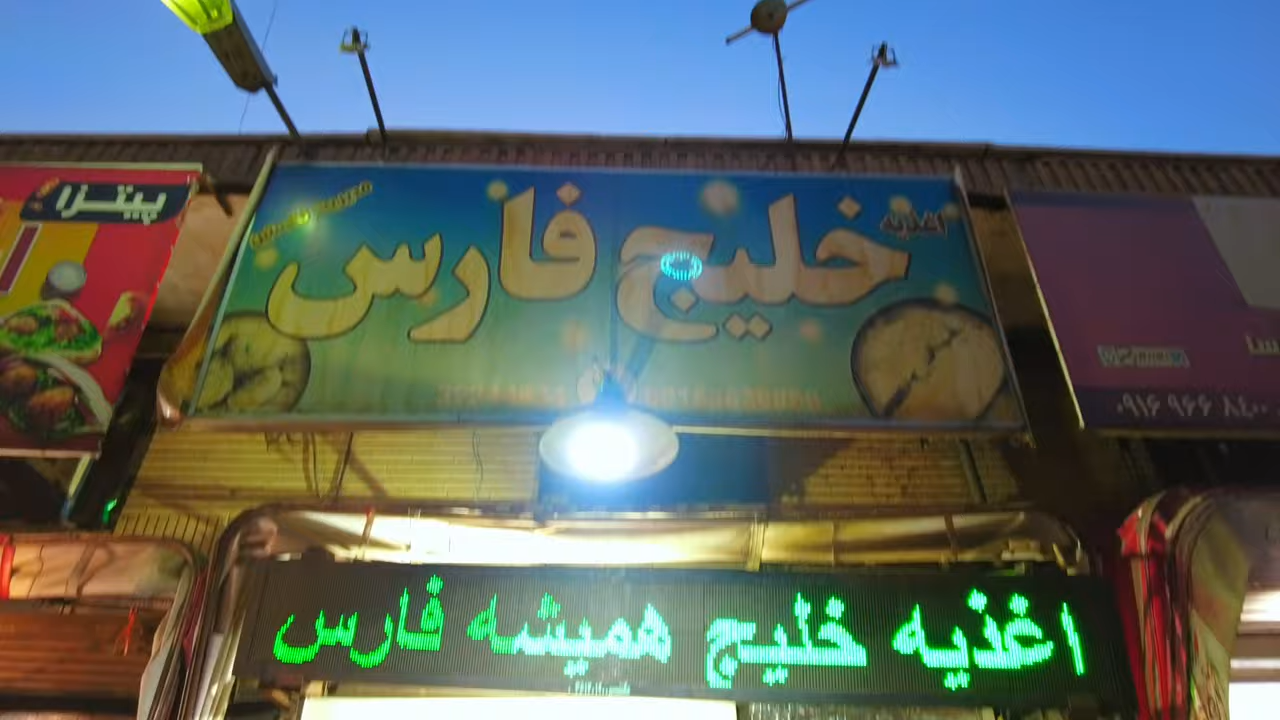 اغذیه
خلیج فارس
پیتزا
۰۹۱۶ ۹۶۶ ۸۴۰۰
اغذیه خلیج همیشه فارس